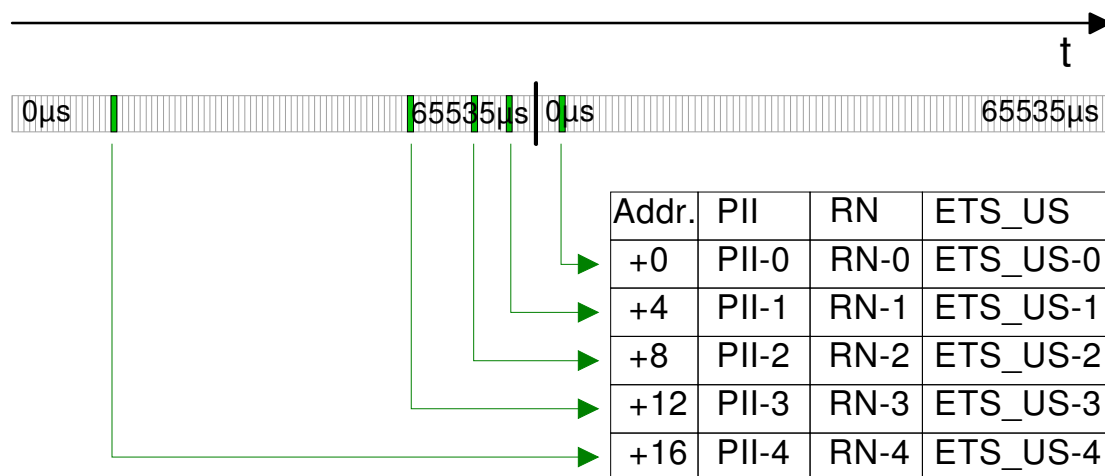 t
0µs 65535µs 0µs 65535µs
Addr. PII RN ETS_US
+0 PII-0 RN-0 ETS_US-0
+4 PII-1 RN-1 ETS_US-1
+8 PII-2 RN-2 ETS_US-2
+12 PII-3 RN-3 ETS_US-3
+16 PII-4 RN-4 ETS_US-4